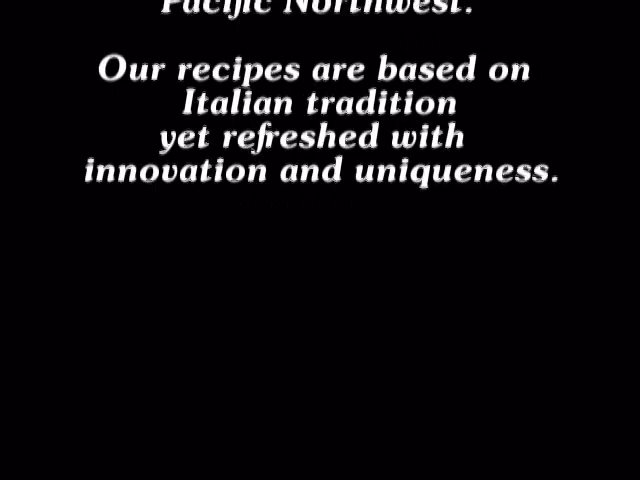 Pacific Northwest.
Our recipes are based on
Italian tradition
yet refreshed with
innovation and uniqueness.